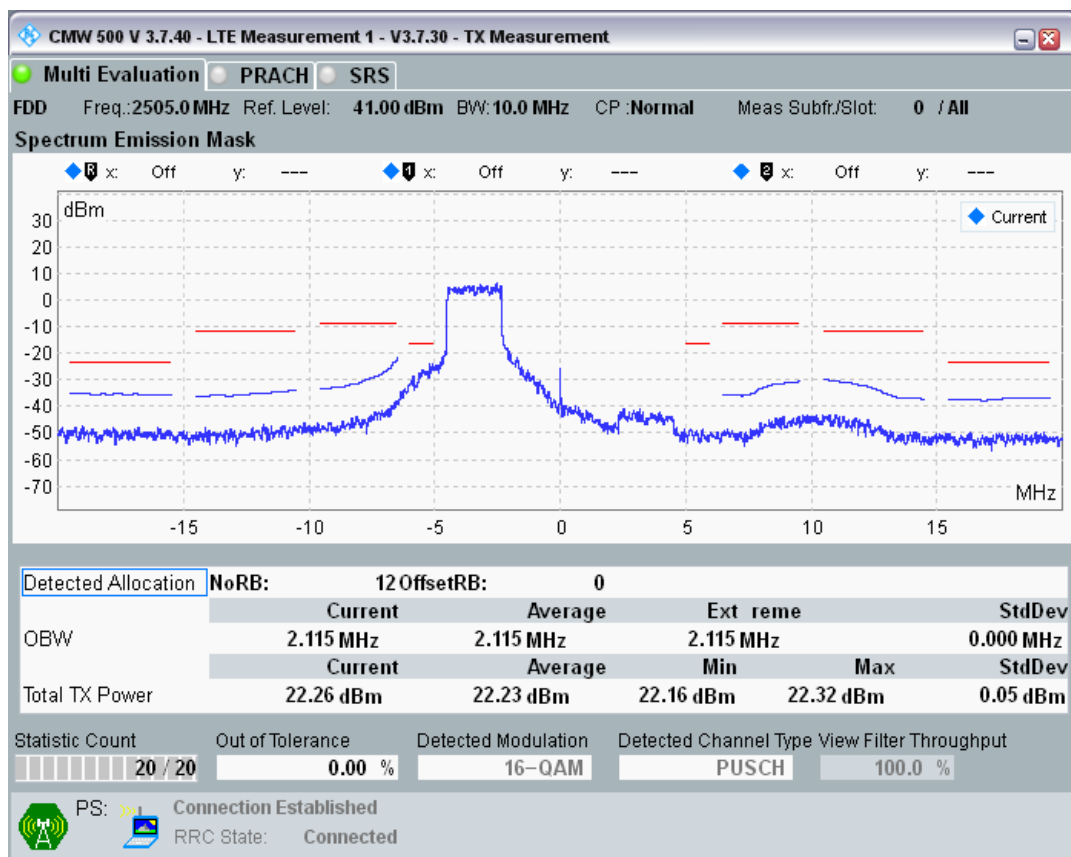 CMW 500 V 3.7.40 - LTE Measurement 1 - V3.7.30 - TX Measurement
Multi Evaluation PRACH SRS
FDD Freq.:2505.0 MHz Ref. Level: 41.00 dBm BW: 10.0 MHz CP :Normal Meas Subfr./Slot: 0 / All
Spectrum Emission Mask
R x: Off y: --- 1 x: Off y: --- 2 x: Off y: ---
dBm
Current
30
20
10
0
-10
-20
-30
-40
-50
-60
-70
MHz
-15 -10 -5 0 5 10 15
Detected Allocation NoRB: 12 OffsetRB: 0
Current Average Ext reme StdDev
OBW 2.115 MHz 2.115 MHz 2.115 MHz 0.000 MHz
Current Average Min Max StdDev
Total TX Power 22.26 dBm 22.23 dBm 22.16 dBm 22.32 dBm 0.05 dBm
Statistic Count Out of Tolerance Detected Modulation Detected Channel Type View Filter Throughput
20 / 20 0.00 % 16-QAM PUSCH 100.0 %
PS: Connection Established
RRC State: Connected